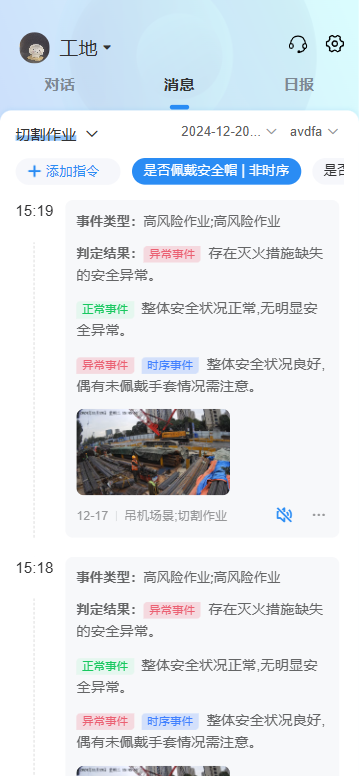 工地
对话 消息 日报
切割作业 2024-12-20... avdfa
添加指令 是否佩戴安全帽 | 非时序 是否
15:19
事件类型：高风险作业;高风险作业
判定结果： 异常事件 存在灭火措施缺失
的安全异常。
正常事件 整体安全状况正常,无明显安
全异常。
异常事件 时序事件 整体安全状况良好,
偶有未佩戴手套情况需注意。
12-17 吊机场景;切割作业
15:18
事件类型：高风险作业;高风险作业
判定结果： 异常事件 存在灭火措施缺失
的安全异常。
正常事件 整体安全状况正常,无明显安
全异常。
异常事件 时序事件 整体安全状况良好,
偶有未佩戴手套情况需注意。